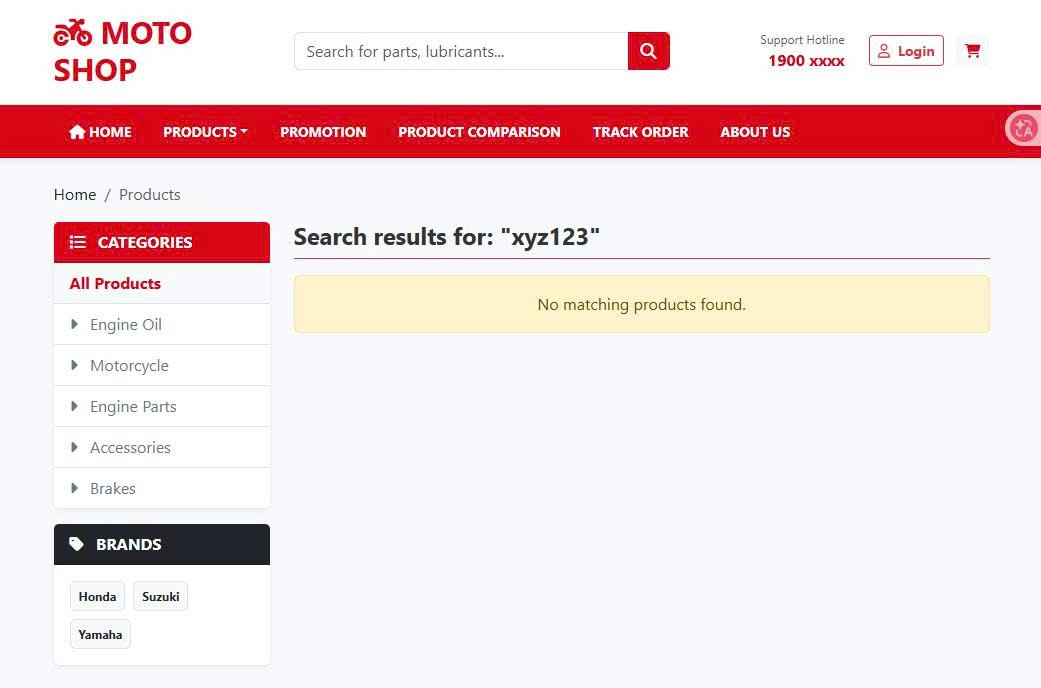 MOTO
SHOP
Search for parts, lubricants...
Support Hotline
1900 xxxx
Login
HOME PRODUCTS PROMOTION PRODUCT COMPARISON TRACK ORDER ABOUT US
Home / Products
CATEGORIES
All Products
Engine Oil
Motorcycle
Engine Parts
Accessories
Brakes
BRANDS
Honda Suzuki
Yamaha
Search results for: "xyz123"
No matching products found.